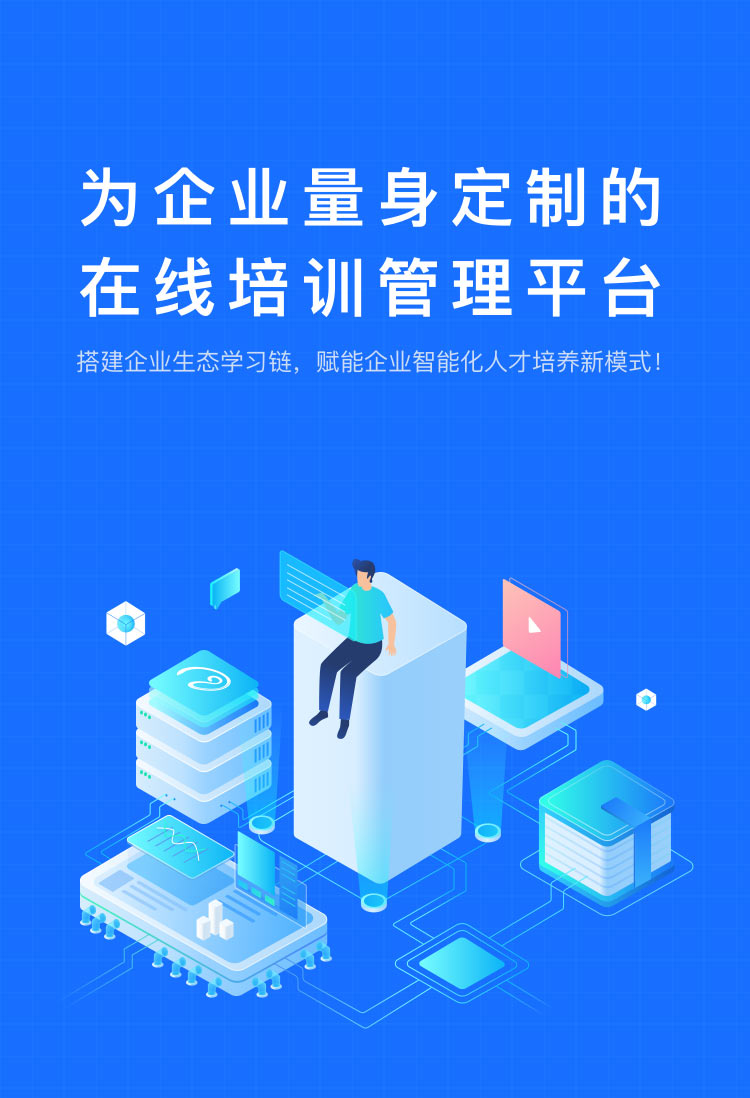 为企业量身定制的
在线培训管理平台
搭建企业生态学习链，赋能企业智能化人才培养新模式！